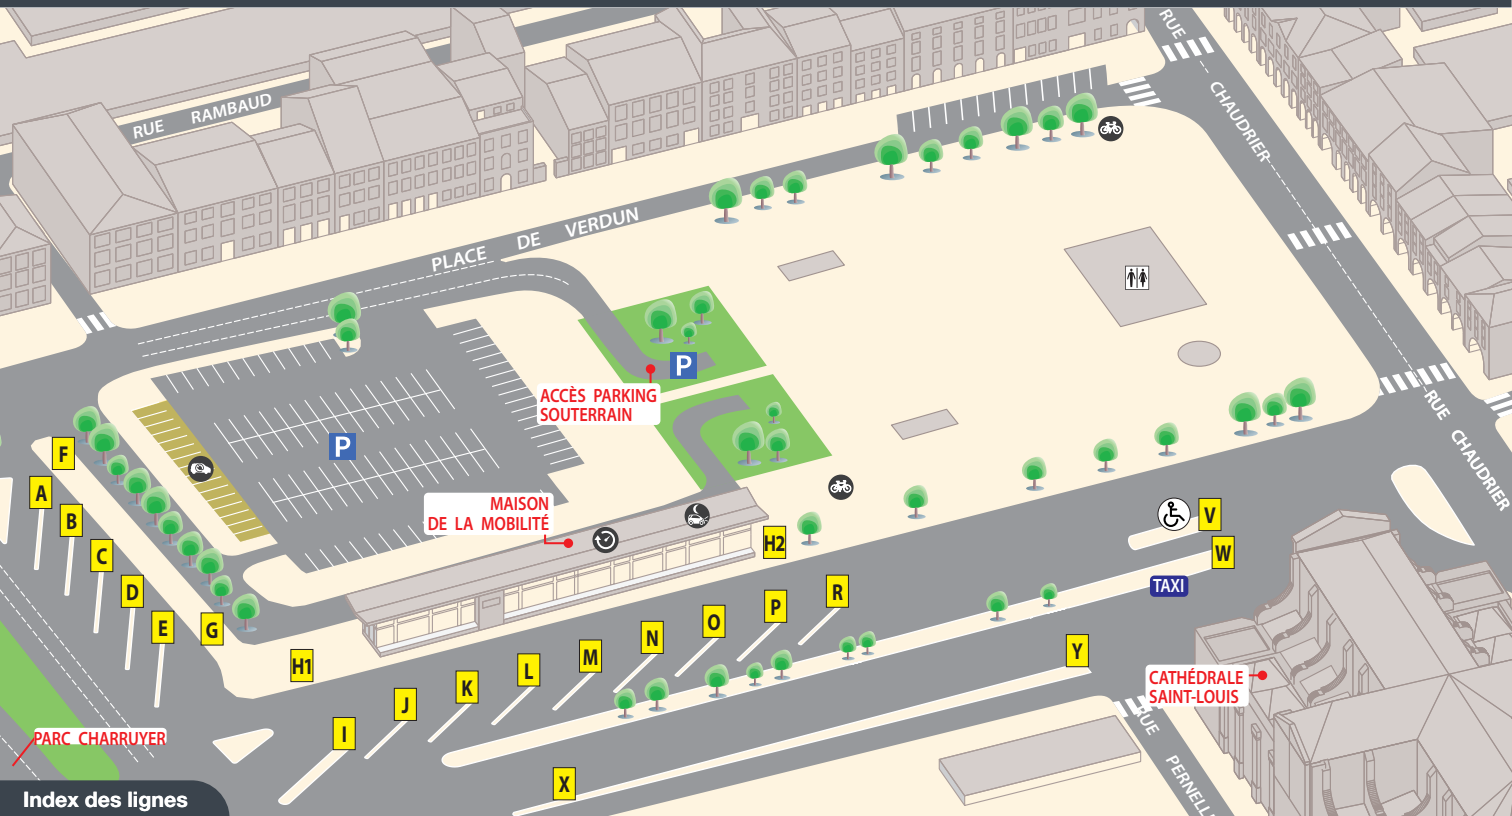 RUE
RUE RAMBAUD
CHAUDRIER
PLACE DE VERDUN
P
ACCÈS PARKING
SOUTERRAIN
P
RUE CHAUDRIER
F
A
B
C
D
E
G
H1
MAISON
DE LA MOBILITÉ
H2
V
W
TAXI
I
J
K
L
M
N
O
P
R
Y
X
CATHÉDRALE
SAINT-LOUIS
RUE
PERNELL
PARC CHARRUYER
Index des lignes